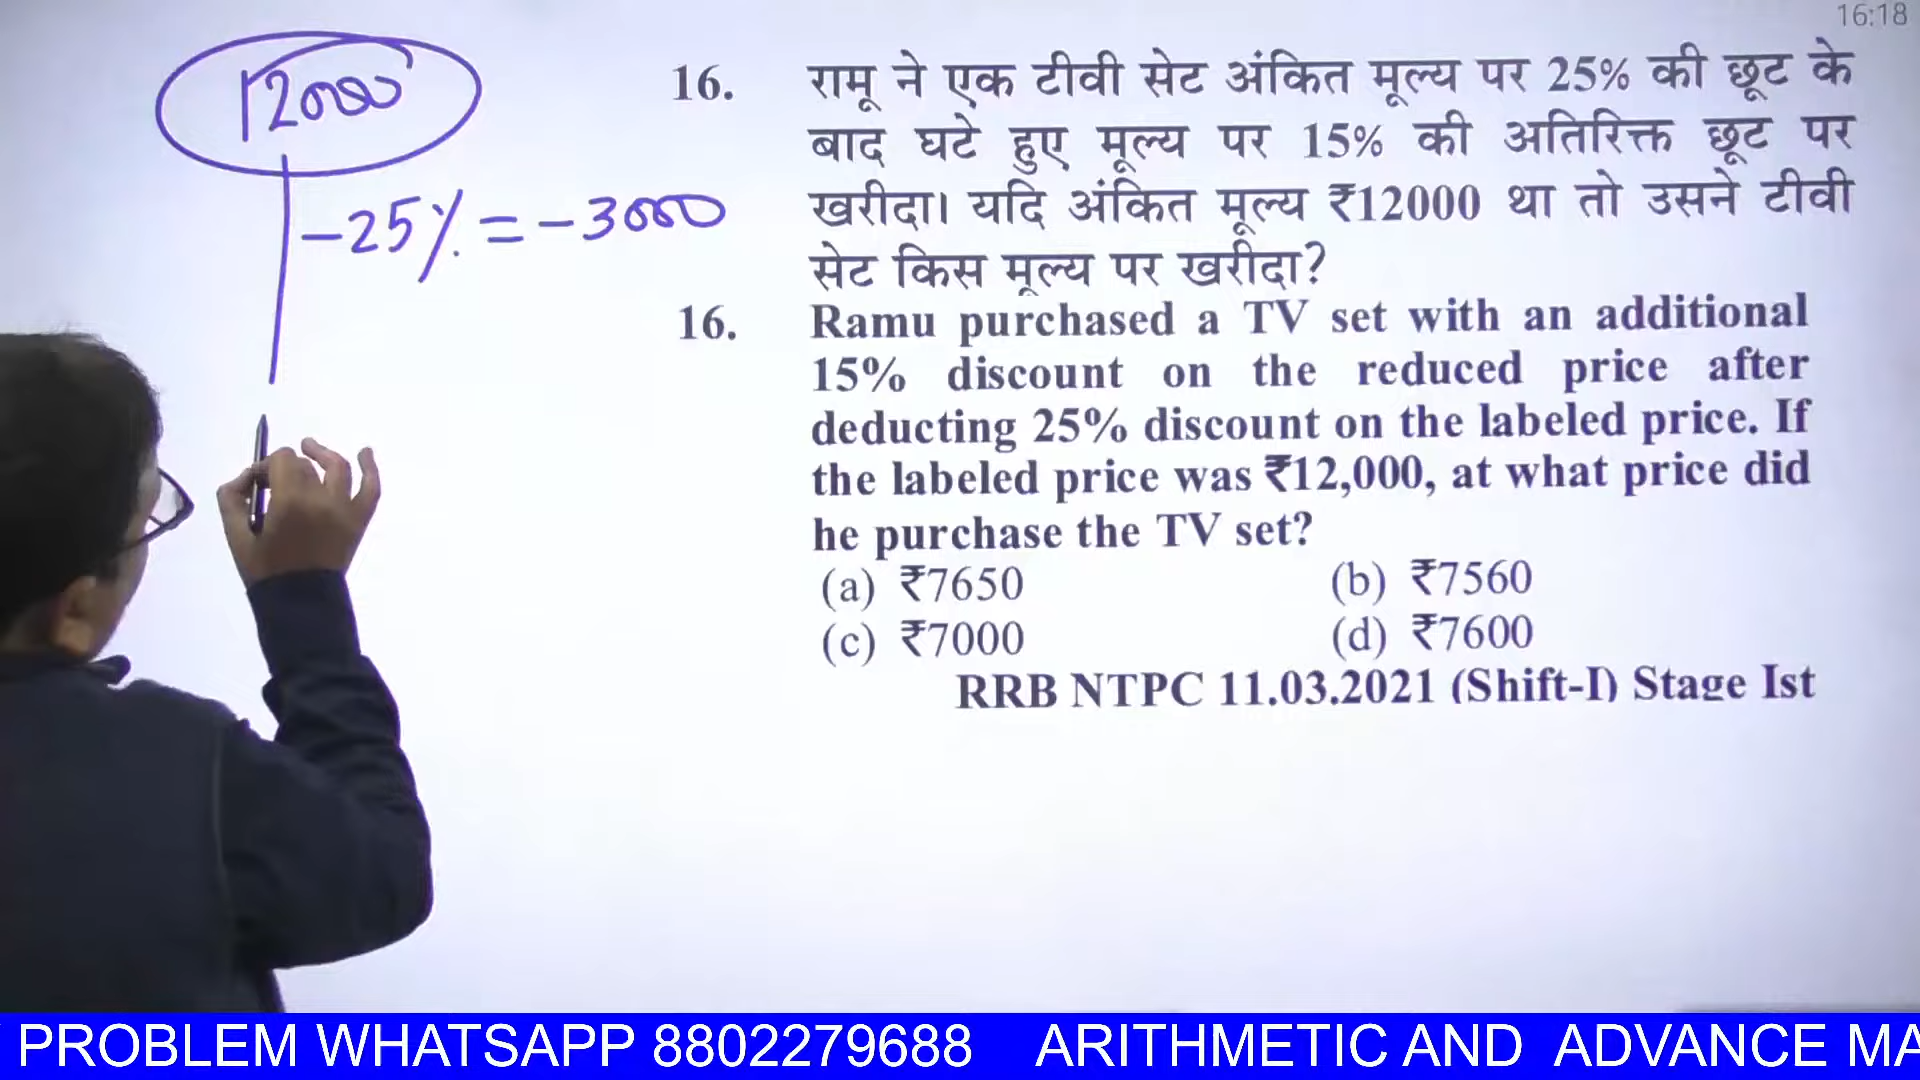 16:18
12000
-25% = -3000
16. रामू ने एक टीवी सेट अंकित मूल्य पर 25% की छूट के
बाद घटे हुए मूल्य पर 15% की अतिरिक्त छूट पर
खरीदा। यदि अंकित मूल्य ₹12000 था तो उसने टीवी
सेट किस मूल्य पर खरीदा?
16. Ramu purchased a TV set with an additional
15% discount on the reduced price after
deducting 25% discount on the labeled price. If
the labeled price was ₹12,000, at what price did
he purchase the TV set?
(a) ₹7650 (b) ₹7560
(c) ₹7000 (d) ₹7600
RRB NTPC 11.03.2021 (Shift-I) Stage Ist
PROBLEM WHATSAPP 8802279688 ARITHMETIC AND ADVANCE MA